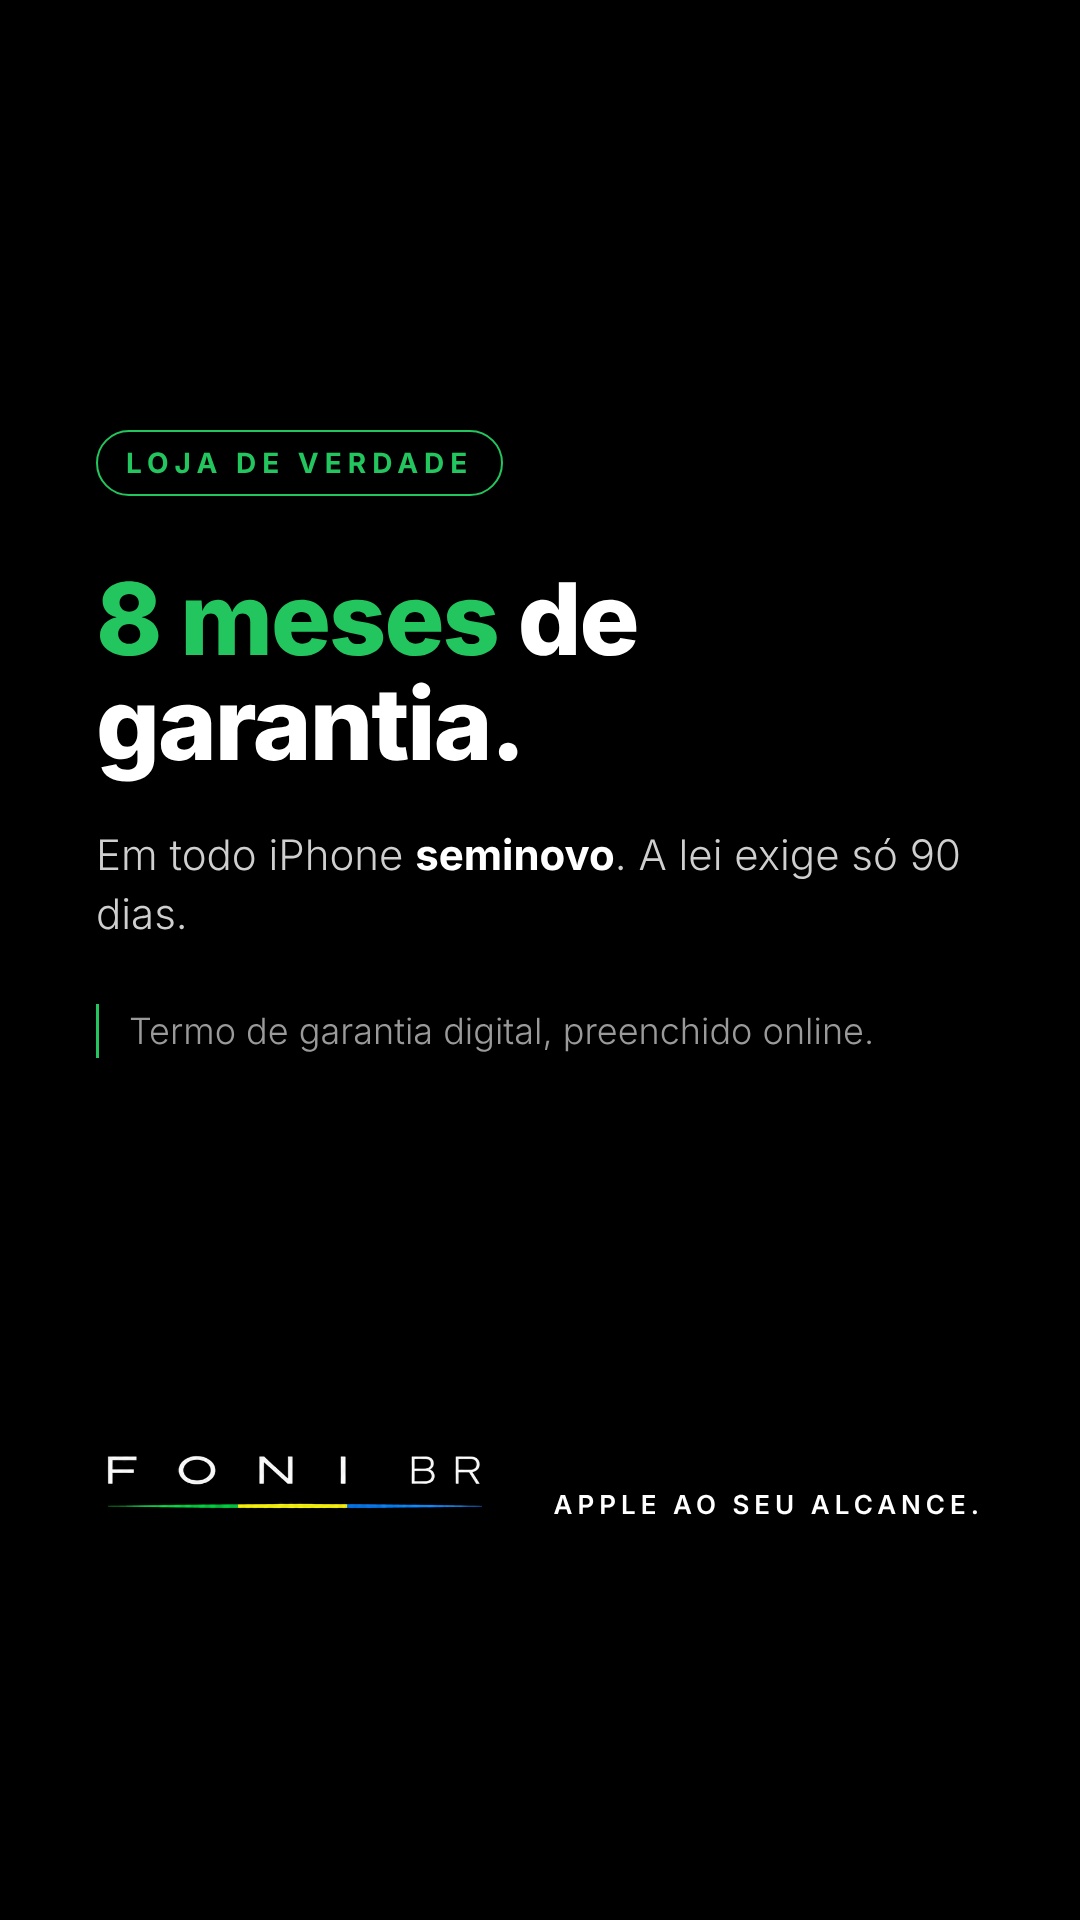 LOJA DE VERDADE
8 meses de
garantia.
Em todo iPhone seminovo. A lei exige só 90
dias.
Termo de garantia digital, preenchido online.
FONI BR
APPLE AO SEU ALCANCE.